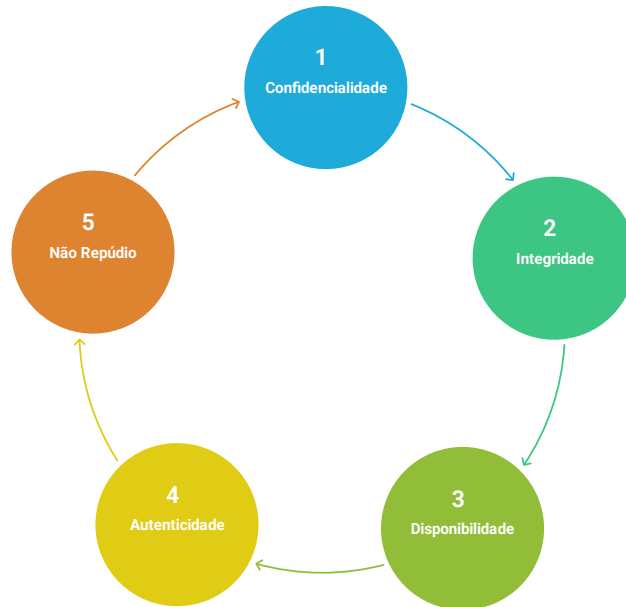 1
Confidencialidade
2
Integridade
3
Disponibilidade
4
Autenticidade
5
Não Repúdio